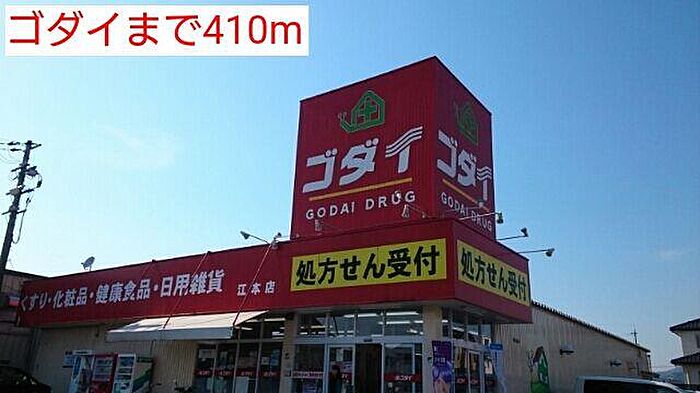 ゴダイまで410m
ゴダイ
GODAI DRUG
ゴダイ
GODAI DRUG
処方せん受付
処方せん受付
くすり・化粧品・健康食品・日用雑貨
江本店